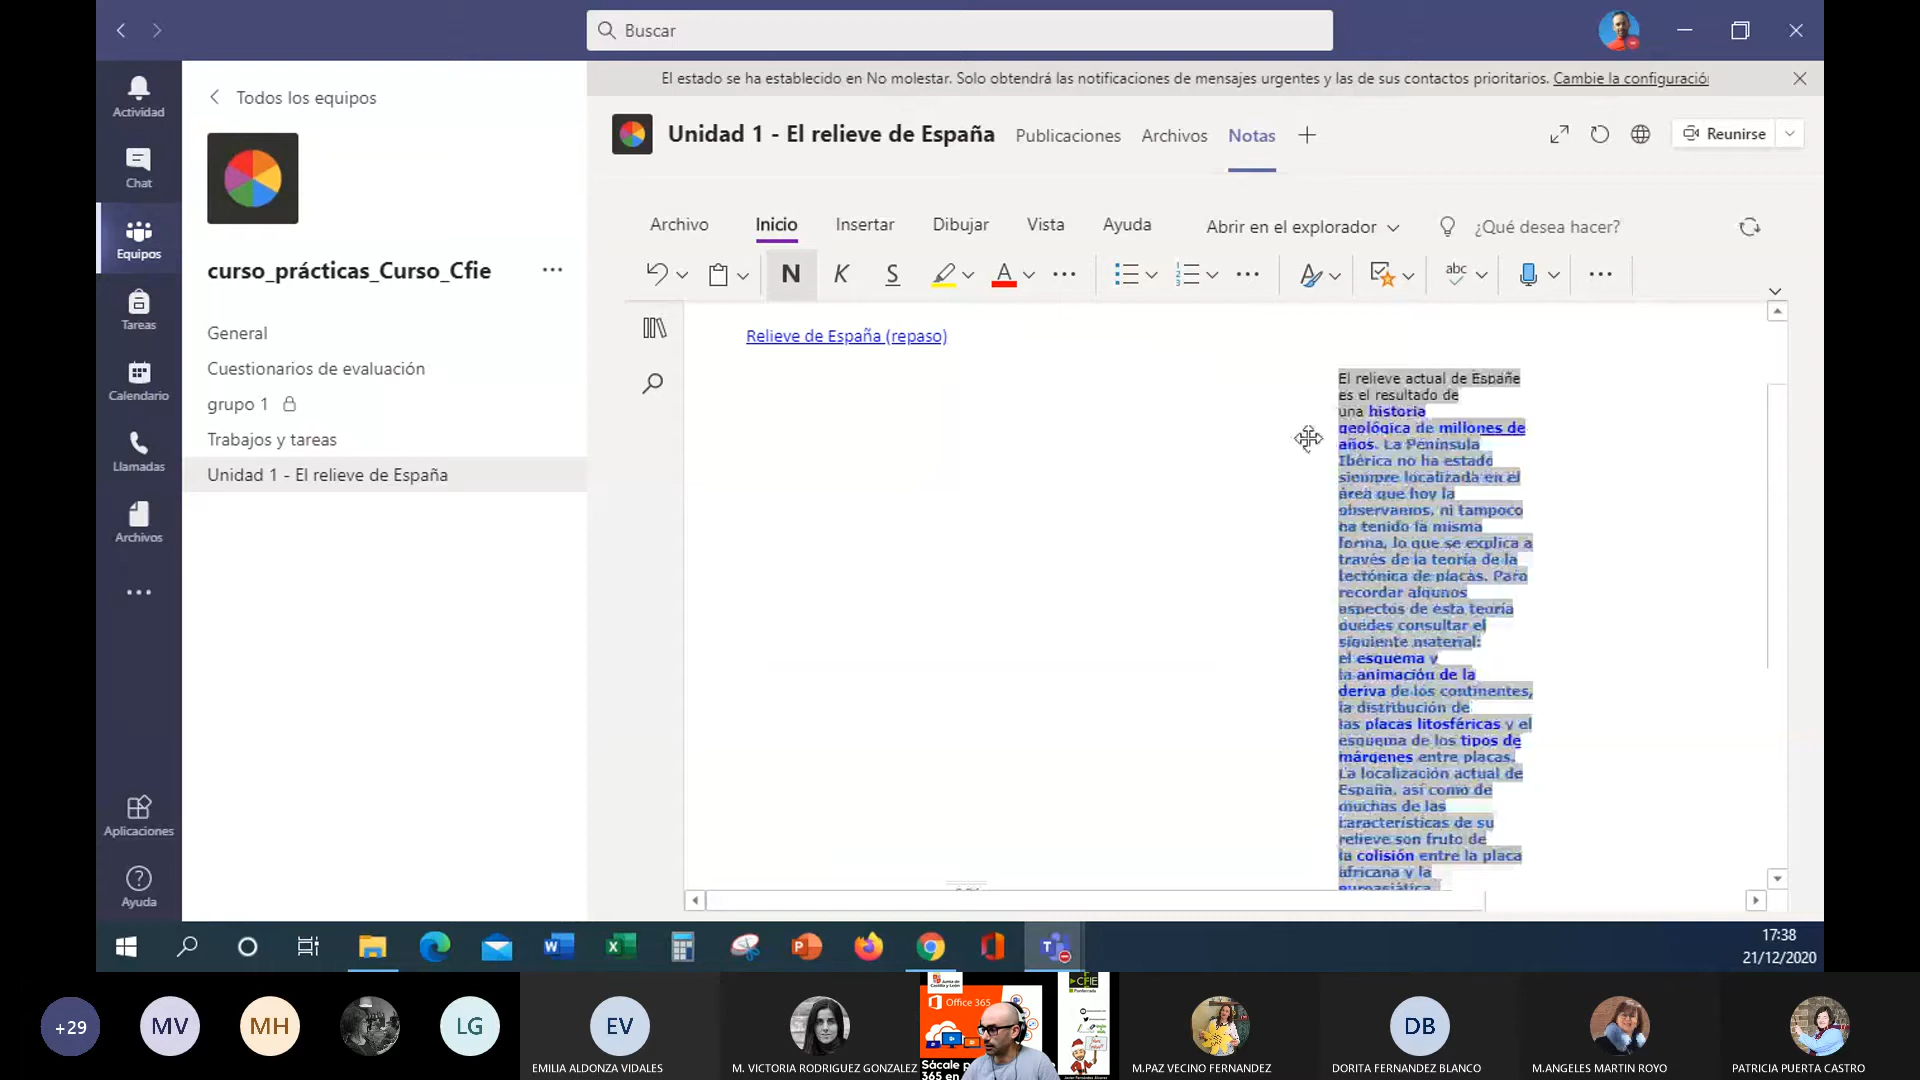 Buscar
El estado se ha establecido en No molestar. Solo obtendrá las notificaciones de mensajes urgentes y las de sus contactos prioritarios. Cambie la configuració
Actividad
Chat
Equipos
Tareas
Calendario
Llamadas
Archivos
Aplicaciones
Ayuda
Todos los equipos
curso_prácticas_Curso_Cfie
General
Cuestionarios de evaluación
grupo 1
Trabajos y tareas
Unidad 1 - El relieve de España
Unidad 1 - El relieve de España Publicaciones Archivos Notas Reunirse
Archivo Inicio Insertar Dibujar Vista Ayuda Abrir en el explorador ¿Qué desea hacer?
N K S A abc
Relieve de España (repaso)
El relieve actual de Españe
es el resultado de
una historia
geológica de millones de
años. La Península
Ibérica no ha estado
siempre localizada en el
área que hoy la
observamos, ni tampoco
ha tenido la misma
forma, lo que se explica a
través de la teoría de la
tectónica de placas. Para
recordar algunos
aspectos de esta teoría
puedes consultar el
siguiente material:
el esquema y
la animación de la
deriva de los continentes,
la distribución de
las placas litosféricas y el
esquema de los tipos de
márgenes entre placas.
La localización actual de
España, así como de
muchas de las
características de su
relieve son fruto de
la colisión entre la placa
africana y la
euroasiática.
17:38
21/12/2020
+29
MV
MH
LG
EV
EMILIA ALDONZA VIDALES
M. VICTORIA RODRIGUEZ GONZALEZ
Junta de
Castilla y León
Office 365
Sácale p
365 en
CFIE
Ponferrada
M.PAZ VECINO FERNANDEZ
DB
DORITA FERNANDEZ BLANCO
M.ANGELES MARTIN ROYO
PATRICIA PUERTA CASTRO